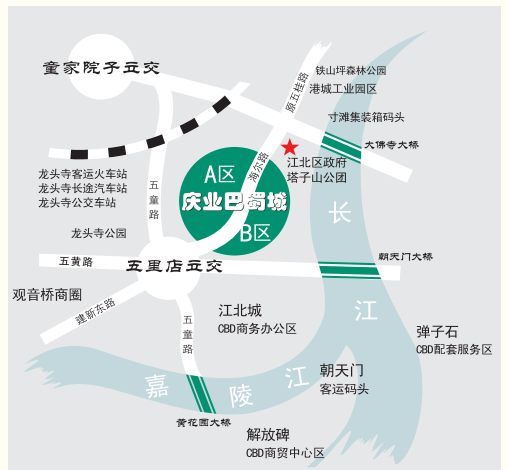 童家院子立交
原五桂路
铁山坪森林公园
港城工业园区
寸滩集装箱码头
大佛寺大桥
江北区政府
塔子山公园
海尔路
A区
庆业巴蜀城
B区
龙头寺客运火车站
龙头寺长途汽车站
龙头寺公交车站
五童路
龙头寺公园
长江
五黄路
五里店立交
朝天门大桥
观音桥商圈
建新东路
五童路
江北城
CBD商务办公区
弹子石
CBD配套服务区
朝天门
客运码头
嘉陵江
黄花园大桥
解放碑
CBD商贸中心区